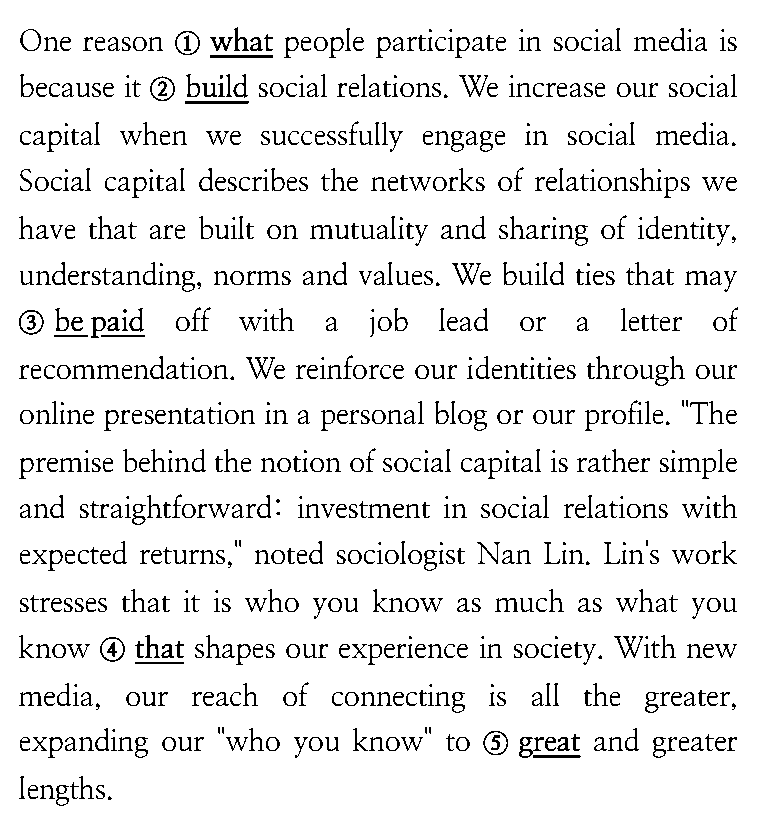 One reason ① what people participate in social media is
because it ② build social relations. We increase our social
capital when we successfully engage in social media.
Social capital describes the networks of relationships we
have that are built on mutuality and sharing of identity,
understanding, norms and values. We build ties that may
③ be paid off with a job lead or a letter of
recommendation. We reinforce our identities through our
online presentation in a personal blog or our profile. "The
premise behind the notion of social capital is rather simple
and straightforward: investment in social relations with
expected returns," noted sociologist Nan Lin. Lin's work
stresses that it is who you know as much as what you
know ④ that shapes our experience in society. With new
media, our reach of connecting is all the greater,
expanding our "who you know" to ⑤ great and greater
lengths.